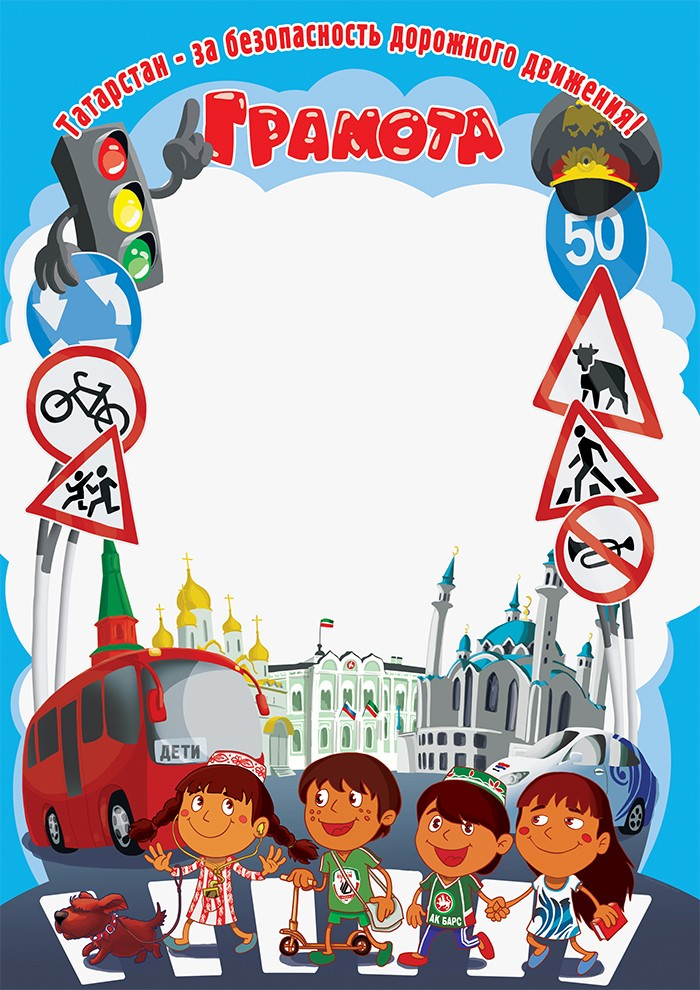 Татарстан - за безопасность дорожного движения!
ГРАМОТА
50
ДЕТИ
АК БАРС